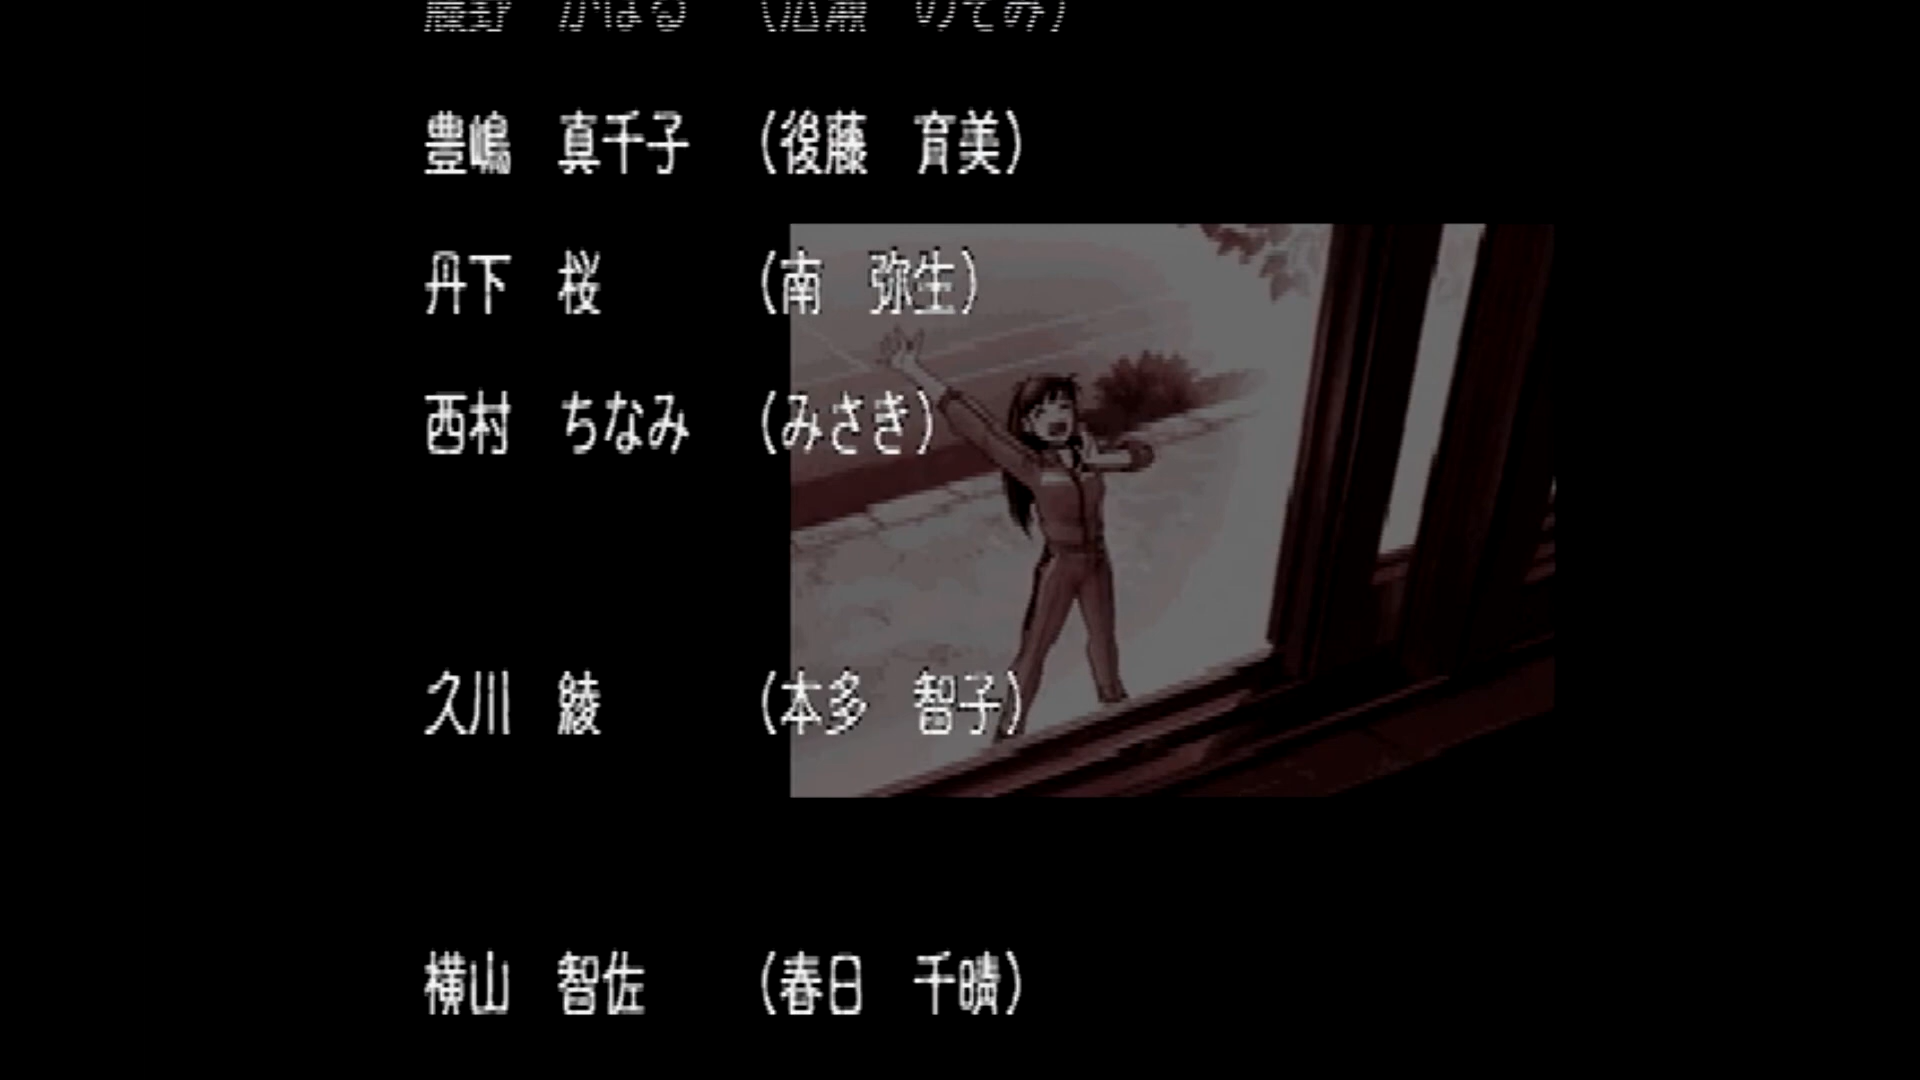 豊嶋　真千子　（後藤　育美）
丹下　桜　　　（南　弥生）
西村　ちなみ　（みさき）
久川　綾　　　（本多　智子）
横山　智佐　　（春日　千晴）